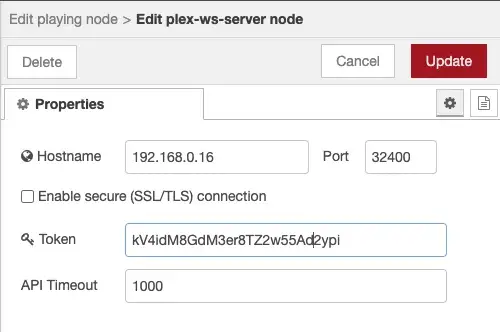 Edit playing node > Edit plex-ws-server node
Delete Cancel Update
Properties
Hostname 192.168.0.16 Port 32400
Enable secure (SSL/TLS) connection
Token kV4idM8GdM3er8TZ2w55Ad2ypi
API Timeout 1000